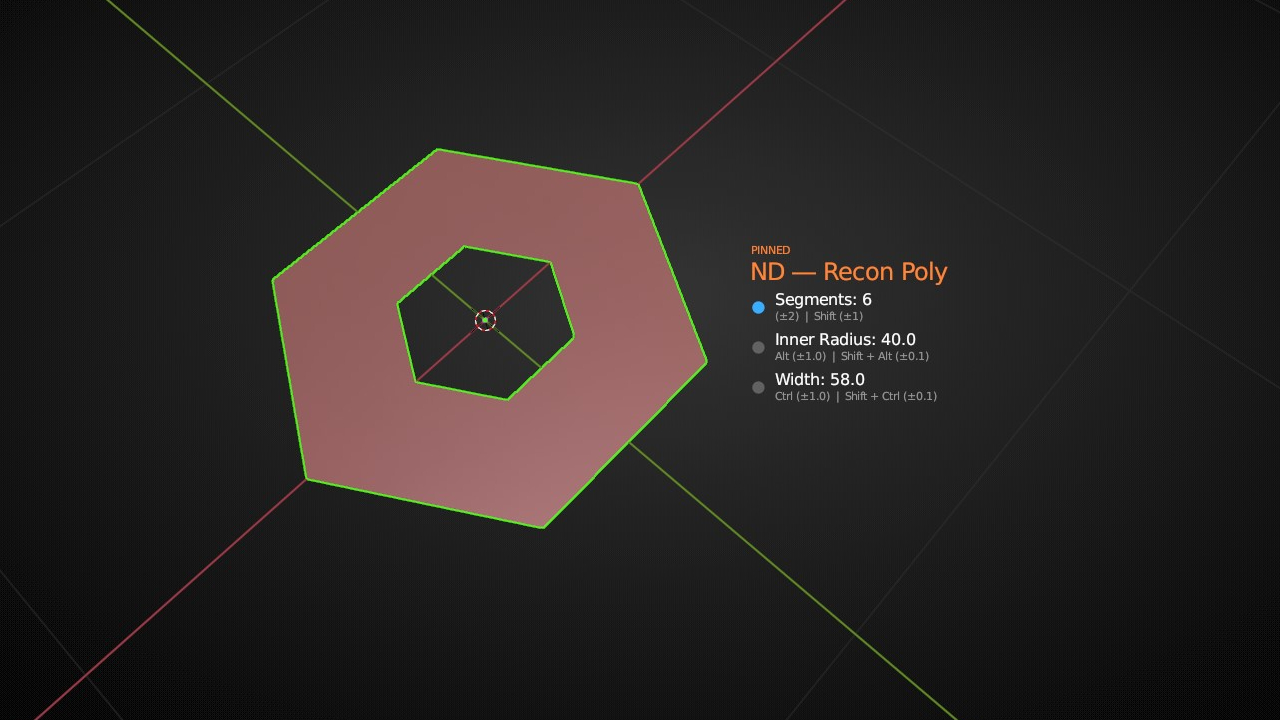 PINNED
ND — Recon Poly
Segments: 6
(±2) | Shift (±1)
Inner Radius: 40.0
Alt (±1.0) | Shift + Alt (±0.1)
Width: 58.0
Ctrl (±1.0) | Shift + Ctrl (±0.1)